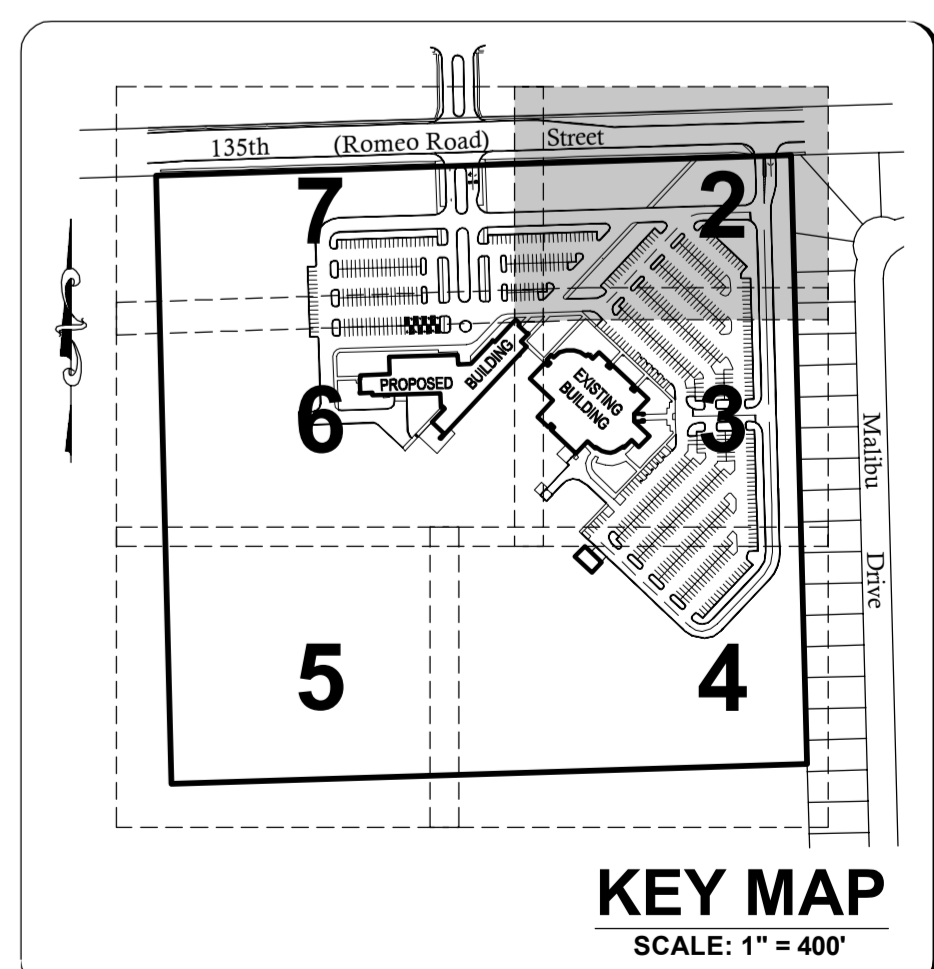 135th (Romeo Road) Street
7
2
PROPOSED BUILDING
EXISTING
BUILDING
6
3
Malibu Drive
5
4
KEY MAP
SCALE: 1" = 400'